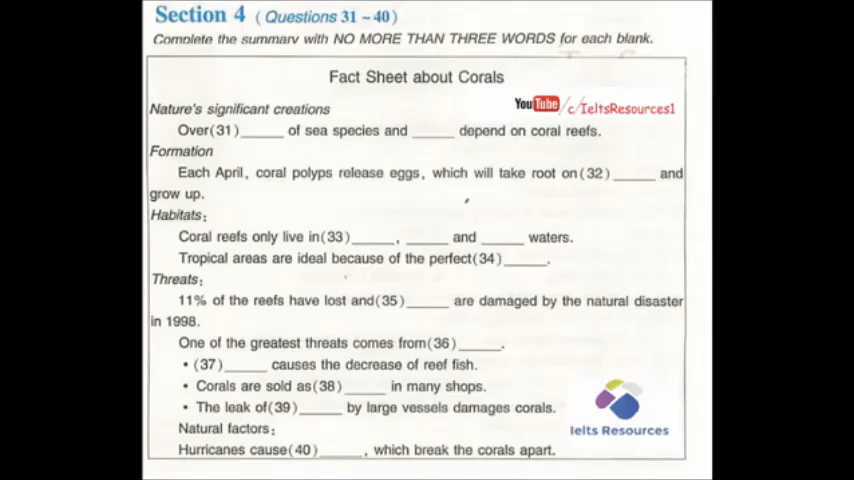 Section 4 (Questions 31 ~ 40)
Complete the summary with NO MORE THAN THREE WORDS for each blank.
Fact Sheet about Corals
Nature's significant creations
YouTube/c/IeltsResources1
Over(31) ______ of sea species and ______ depend on coral reefs.
Formation
Each April, coral polyps release eggs, which will take root on(32) ______ and
grow up.
Habitats:
Coral reefs only live in(33) ______, ______ and ______ waters.
Tropical areas are ideal because of the perfect(34) ______.
Threats:
11% of the reefs have lost and(35) ______ are damaged by the natural disaster
in 1998.
One of the greatest threats comes from(36) ______.
• (37) ______ causes the decrease of reef fish.
• Corals are sold as(38) ______ in many shops.
• The leak of(39) ______ by large vessels damages corals.
Ielts Resources
Natural factors:
Hurricanes cause(40) ______, which break the corals apart.